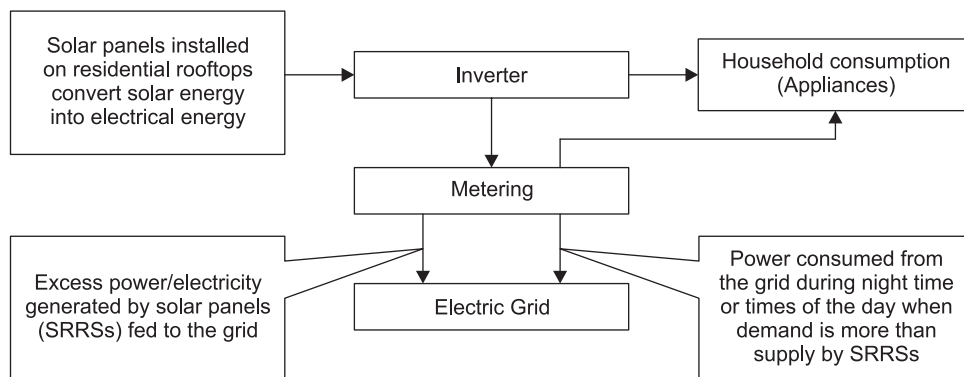 Solar panels installed
on residential rooftops
convert solar energy
into electrical energy
Inverter
Household consumption
(Appliances)
Metering
Excess power/electricity
generated by solar panels
(SRRSs) fed to the grid
Electric Grid
Power consumed from
the grid during night time
or times of the day when
demand is more than
supply by SRRSs